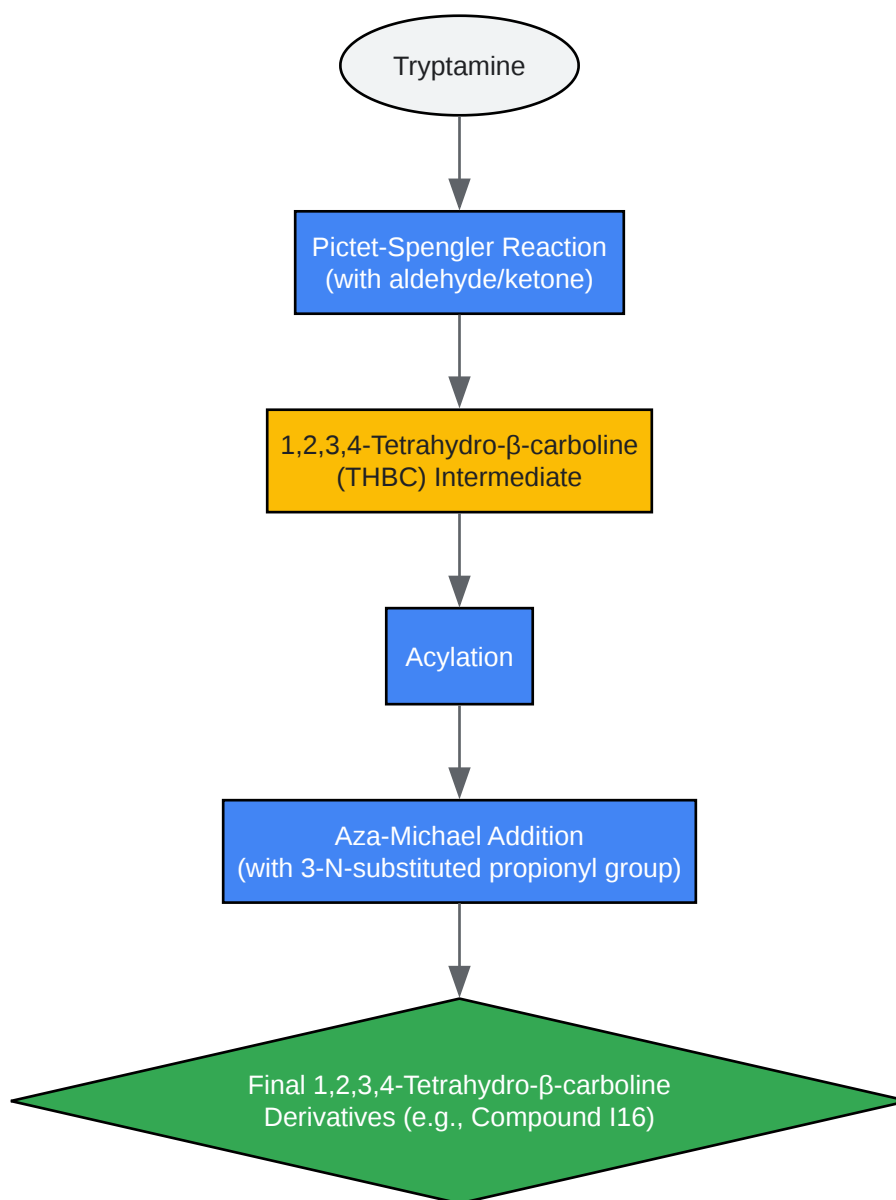 Tryptamine
Pictet-Spengler Reaction
(with aldehyde/ketone)
1,2,3,4-Tetrahydro-β-carboline
(THBC) Intermediate
Acylation
Aza-Michael Addition
(with 3-N-substituted propionyl group)
Final 1,2,3,4-Tetrahydro-β-carboline
Derivatives (e.g., Compound I16)